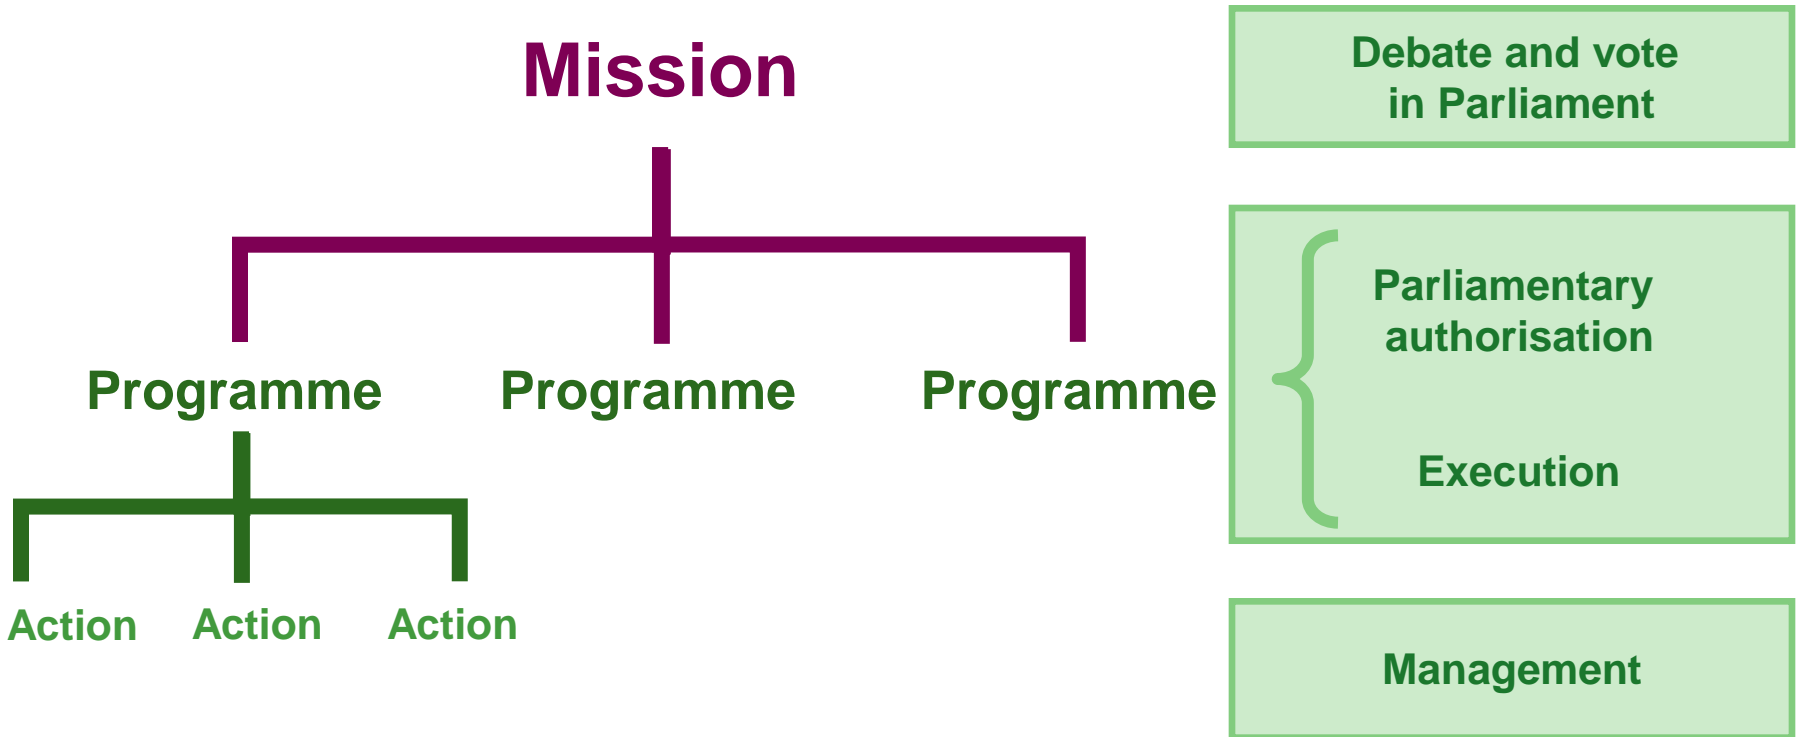 Mission
Debate and vote
in Parliament
Programme
Programme
Programme
Parliamentary
authorisation
Execution
Action
Action
Action
Management